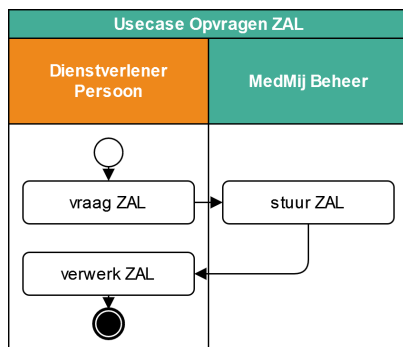 Usecase Opvragen ZAL
Dienstverlener
Persoon
MedMij Beheer
vraag ZAL
stuur ZAL
verwerk ZAL